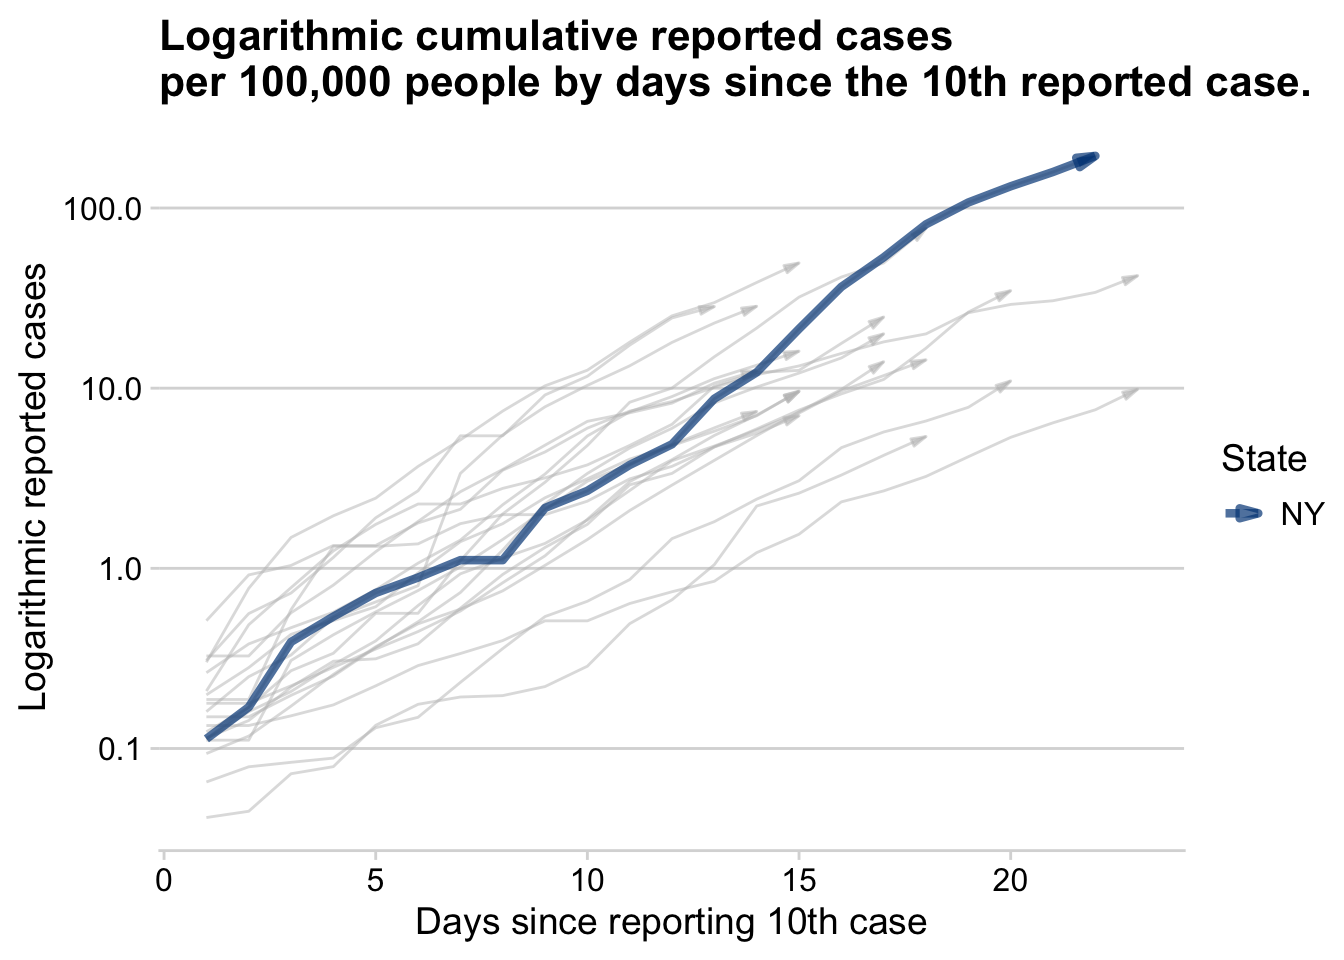 Logarithmic cumulative reported cases
per 100,000 people by days since the 10th reported case.
Logarithmic reported cases
100.0
10.0
1.0
0.1
0
5
10
15
20
Days since reporting 10th case
State
NY